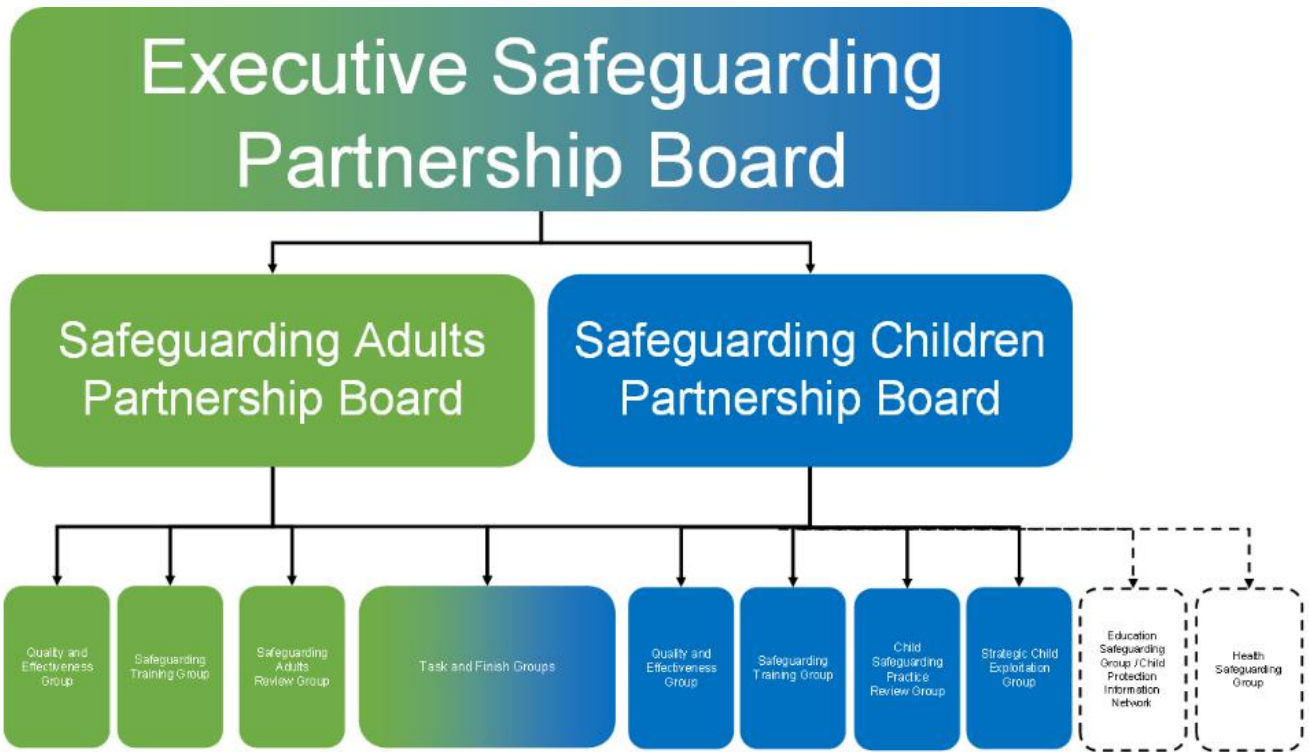 Executive Safeguarding
Partnership Board
Safeguarding Adults
Partnership Board
Safeguarding Children
Partnership Board
Quality and
Effectiveness
Group
Safeguarding
Training Group
Safeguarding
Adults
Review Group
Task and Finish Groups
Quality and
Effectiveness
Group
Safeguarding
Training Group
Child
Safeguarding
Practice
Review Group
Strategic Child
Exploitation
Group
Education
Safeguarding
Group /Child
Protection
Information
Network
Health
Safeguarding
Group